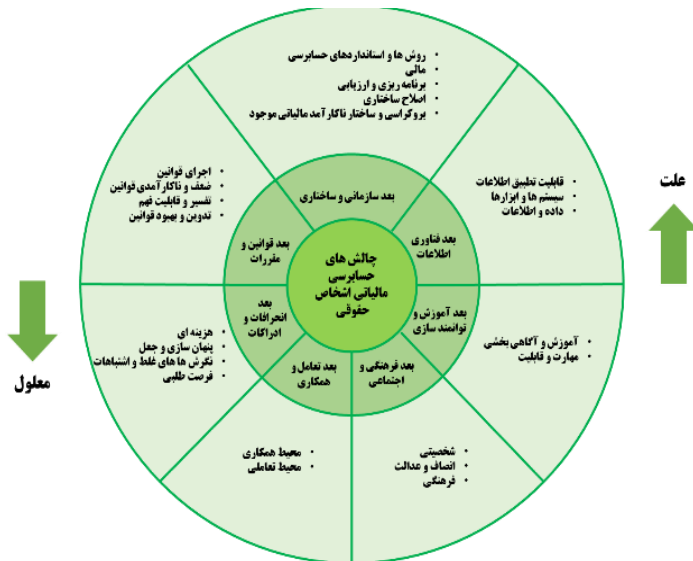 روش ها و استانداردهای حسابرسی
مالی
برنامه ریزی و ارزیابی
اصلاح ساختاری
بروکراسی و ساختار ناکارآمد مالیاتی موجود
قابلیت تطبیق اطلاعات
سیستم ها و ابزارها
داده و اطلاعات
علت
اجرای قوانین
ضعف و ناکارآمدی قوانین
تفسیر و قابلیت فهم
تدوین و بهبود قوانین
بعد سازمانی و ساختاری
بعد فناوری
اطلاعات
بعد قوانین و
مقررات
چالش های
حسابرسی
مالیاتی اشخاص
حقوقی
بعد آموزش و
توانمند سازی
بعد
انحرافات و
ادراکات
بعد فرهنگی و
اجتماعی
بعد تعامل و
همکاری
آموزش و آگاهی بخشی
مهارت و قابلیت
هزینه ای
پنهان سازی و جعل
نگرش ها های غلط و اشتباهات
فرصت طلبی
معلول
شخصیتی
انصاف و عدالت
فرهنگی
محیط همکاری
محیط تعاملی